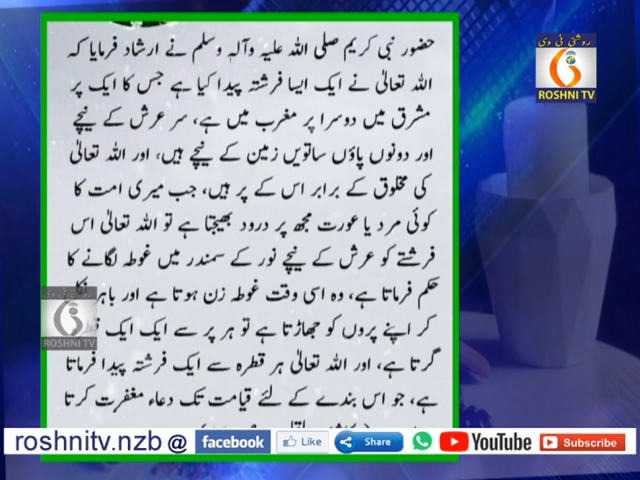 حضور نبی کریم صلی اللہ علیہ وآلہ وسلم نے ارشاد فرمایا کہ
اللہ تعالیٰ نے ایک ایسا فرشتہ پیدا کیا ہے جس کا ایک پر
مشرق میں دوسرا پر مغرب میں ہے، سر عرش کے نیچے
اور دونوں پاؤں ساتویں زمین کے نیچے ہیں، اور اللہ تعالیٰ
کی مخلوق کے برابر اس کے پر ہیں، جب میری امت کا
کوئی مرد یا عورت مجھ پر درود بھیجتا ہے تو اللہ تعالیٰ اس
فرشتے کو عرش کے نیچے نور کے سمندر میں غوطہ لگانے کا
حکم فرماتا ہے، وہ اسی وقت غوطہ زن ہوتا ہے اور باہر
کر اپنے پروں کو جھاڑتا ہے تو ہر پر سے ایک ایک
گرتا ہے، اور اللہ تعالیٰ ہر قطرہ سے ایک فرشتہ پیدا فرماتا
ہے، جو اس بندے کے لئے قیامت تک دعاء مغفرت کرتا
روشنی ٹی وی
ROSHNI TV
روشنی ٹی وی
ROSHNI TV
roshnitv.nzb @ facebook Like Share YouTube Subscribe